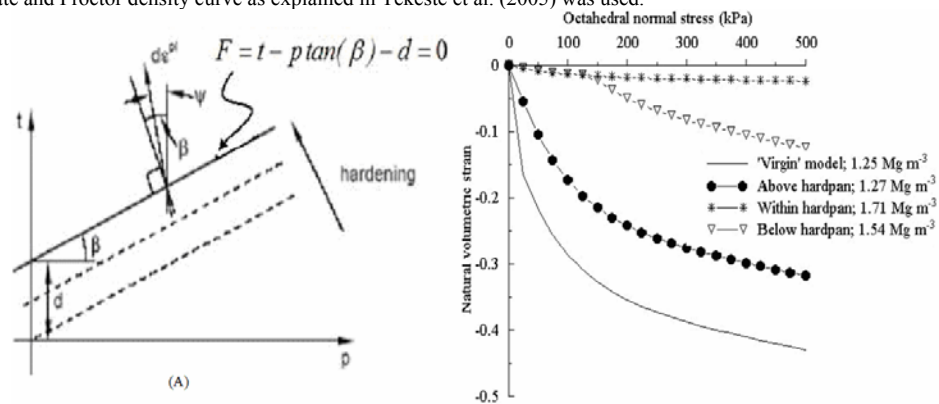 ite and Proctor density curve as explained in Tekeste et al. (2005) was used.
F = t − p tan(β) − d = 0
dε^pl
ψ
β
t
hardening
β
d
p
(A)
Octahedral normal stress (kPa)
0 100 200 300 400 500
0
-0.1
-0.2
-0.3
-0.4
-0.5
Natural volumetric strain
'Virgin' model; 1.25 Mg m⁻³
Above hardpan; 1.27 Mg m⁻³
Within hardpan; 1.71 Mg m⁻³
Below hardpan; 1.54 Mg m⁻³